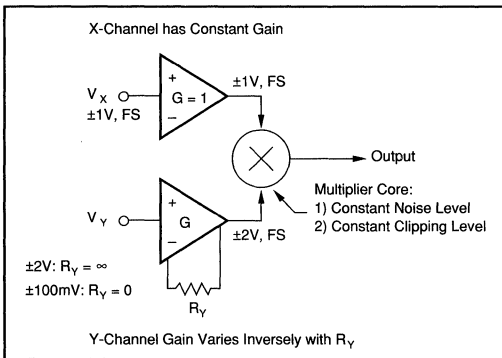 X-Channel has Constant Gain
+
V_X
G = 1
±1V, FS
±1V, FS
−
Output
Multiplier Core:
1) Constant Noise Level
2) Constant Clipping Level
+
V_Y
G
−
±2V, FS
±2V: R_Y = ∞
±100mV: R_Y = 0
R_Y
Y-Channel Gain Varies Inversely with R_Y